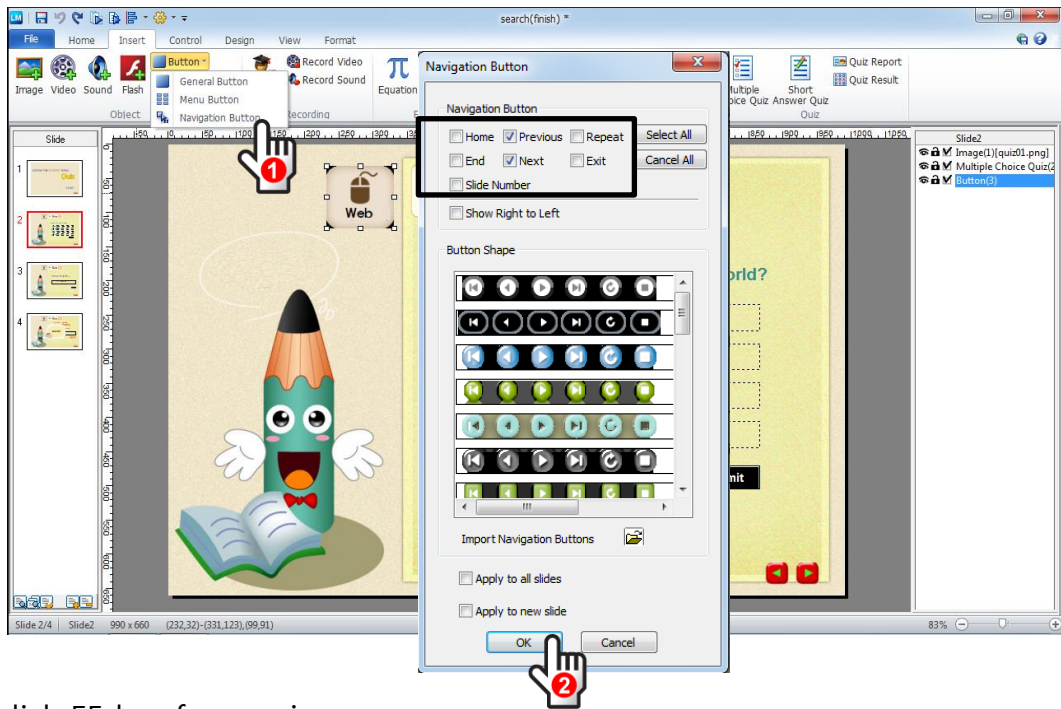 search(finish) *
File Home Insert Control Design View Format
Button
Record Video
Record Sound
Image Video Sound Flash
General Button
Menu Button
Navigation Button
Object
Recording
Equation
Short
Quiz Answer Quiz
Quiz Report
Quiz Result
Quiz
Slide
1
2
3
4
Web
1
Navigation Button
Navigation Button
Home Previous Repeat Select All
End Next Exit Cancel All
Slide Number
Show Right to Left
Button Shape
Import Navigation Buttons
Apply to all slides
Apply to new slide
OK Cancel
2
Slide2
Image(1)[quiz01.png]
Multiple Choice Quiz(2
Button(3)
Slide 2/4 Slide2 990 x 660 (232,32)-(331,123),(99,91)
83%